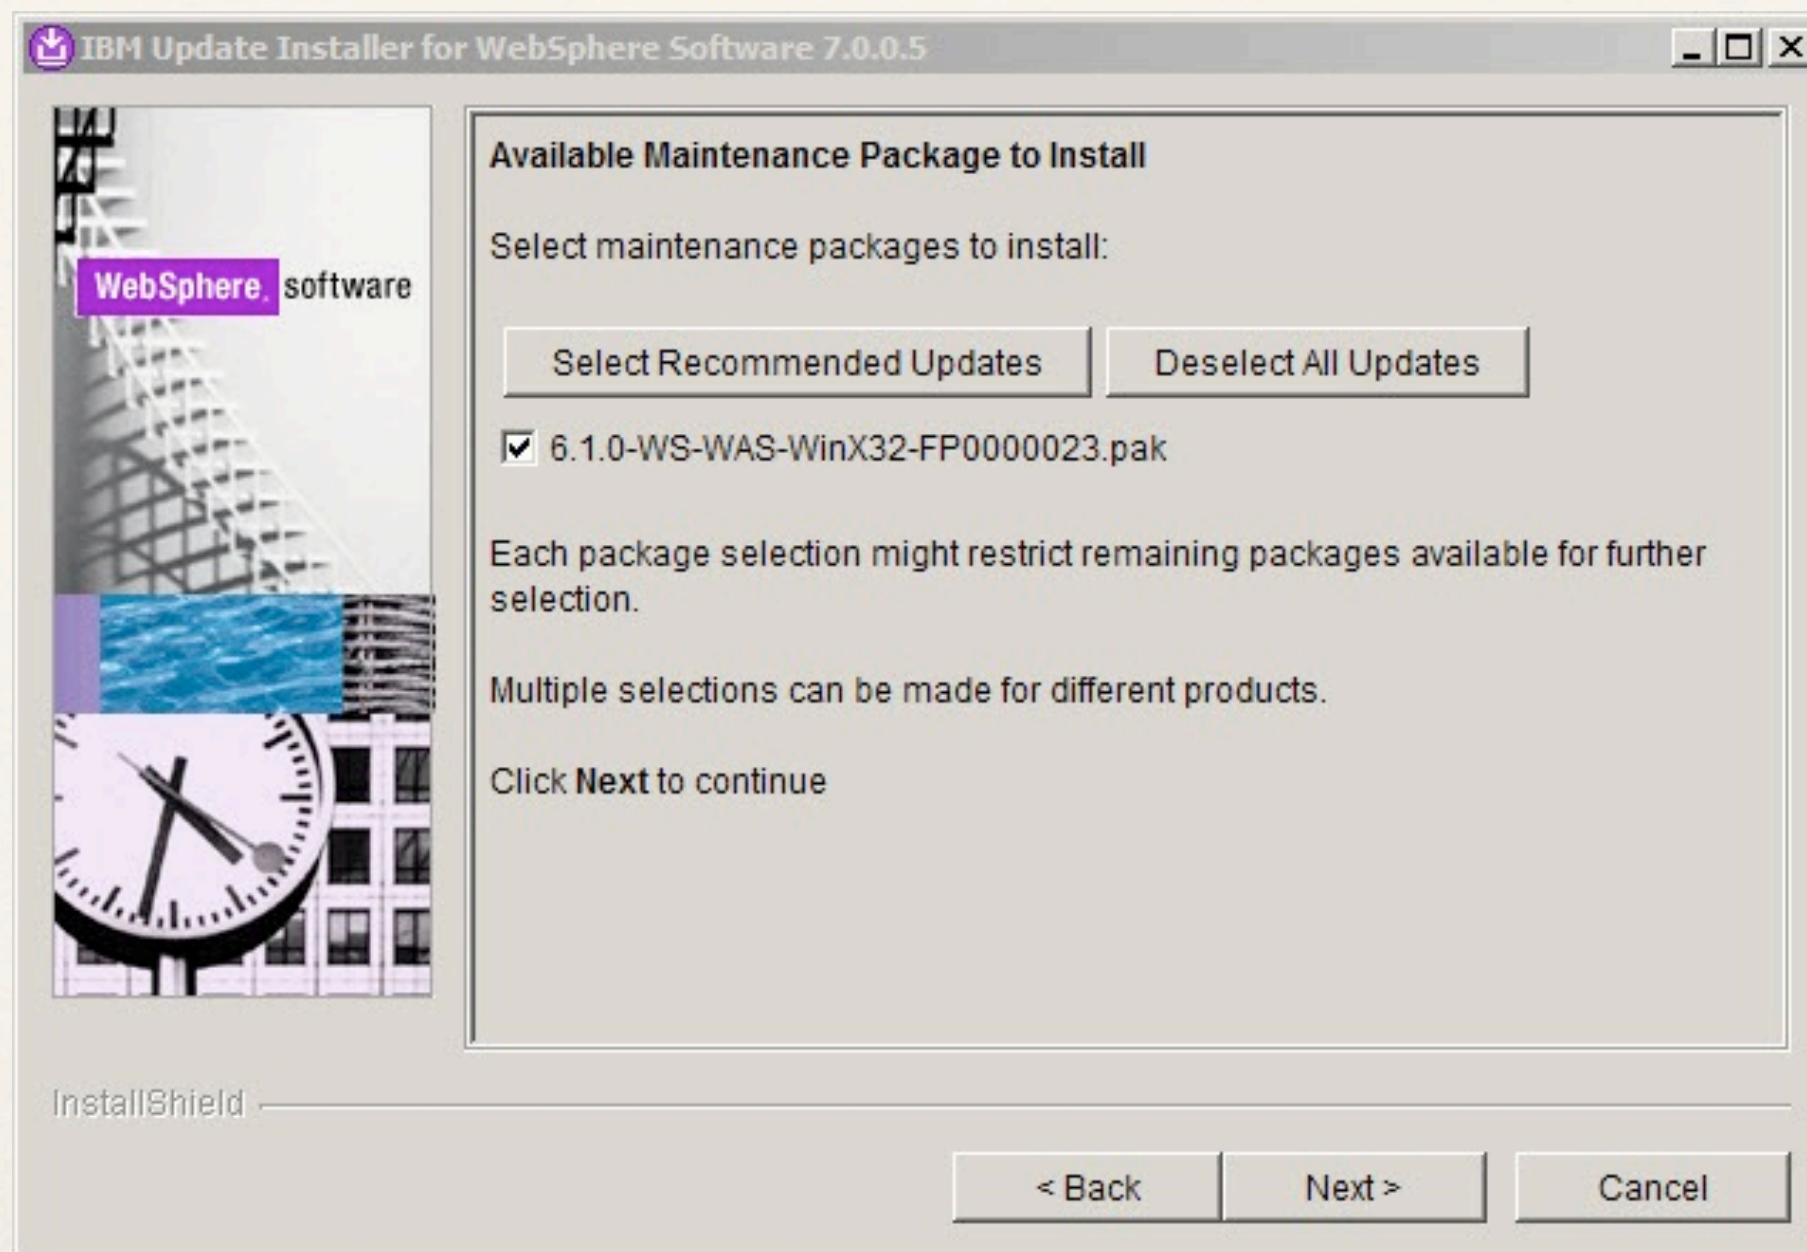 IBM Update Installer for WebSphere Software 7.0.0.5
WebSphere. software
Available Maintenance Package to Install
Select maintenance packages to install:
Select Recommended Updates
Deselect All Updates
6.1.0-WS-WAS-WinX32-FP0000023.pak
Each package selection might restrict remaining packages available for further
selection.
Multiple selections can be made for different products.
Click Next to continue
InstallShield
< Back
Next >
Cancel